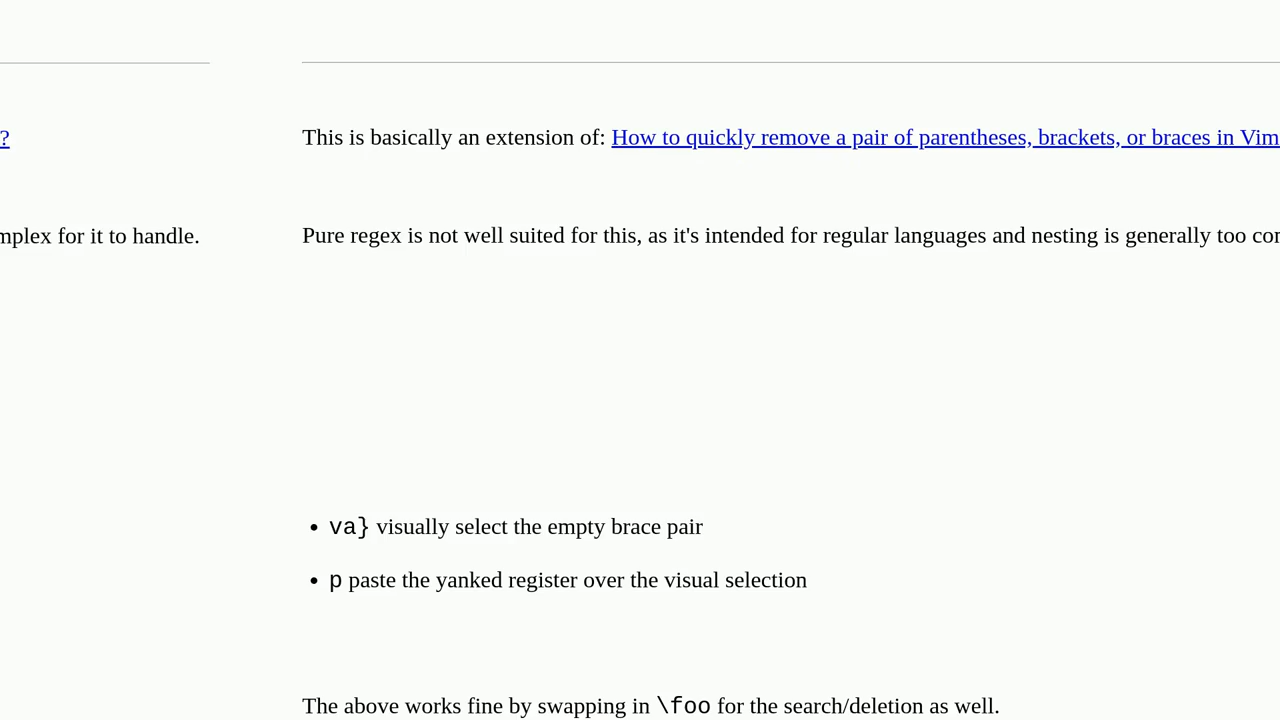 ?
mplex for it to handle.
This is basically an extension of: How to quickly remove a pair of parentheses, brackets, or braces in Vim
Pure regex is not well suited for this, as it's intended for regular languages and nesting is generally too com
• va} visually select the empty brace pair
• p paste the yanked register over the visual selection
The above works fine by swapping in \foo for the search/deletion as well.